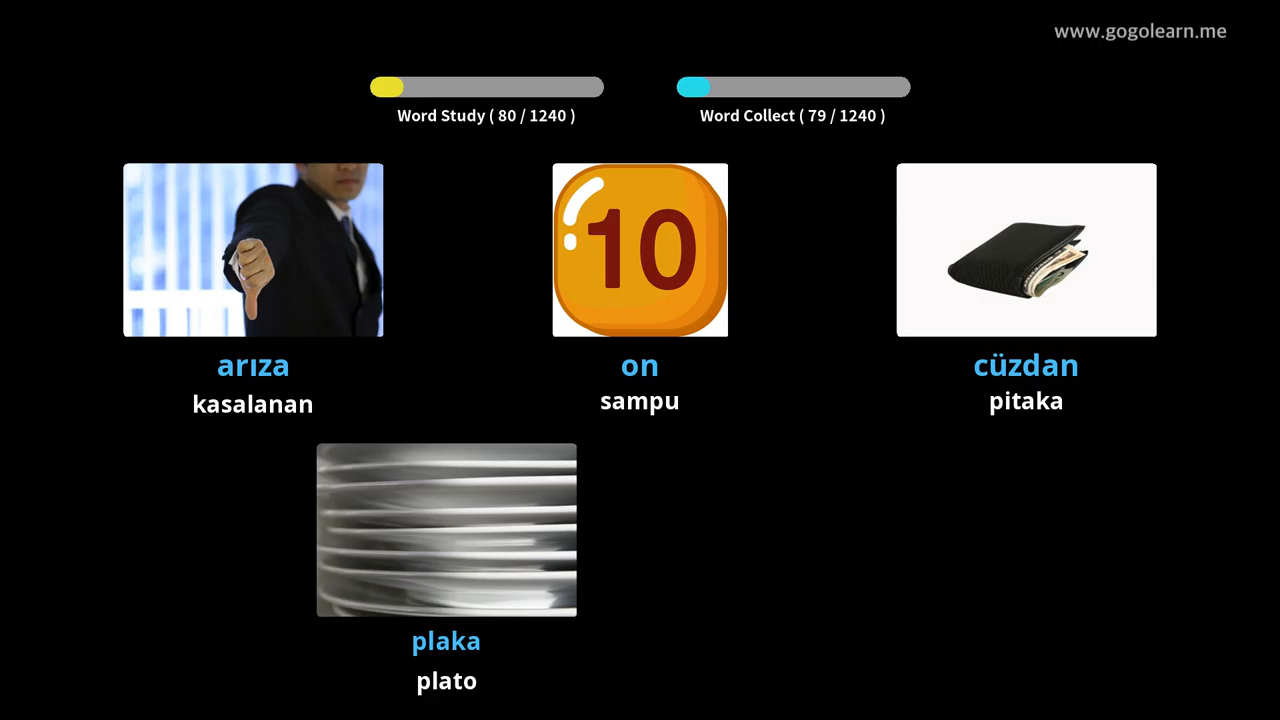 www.gogolearn.me
Word Study ( 80 / 1240 )
Word Collect ( 79 / 1240 )
10
arıza
on
cüzdan
kasalanan
sampu
pitaka
plaka
plato